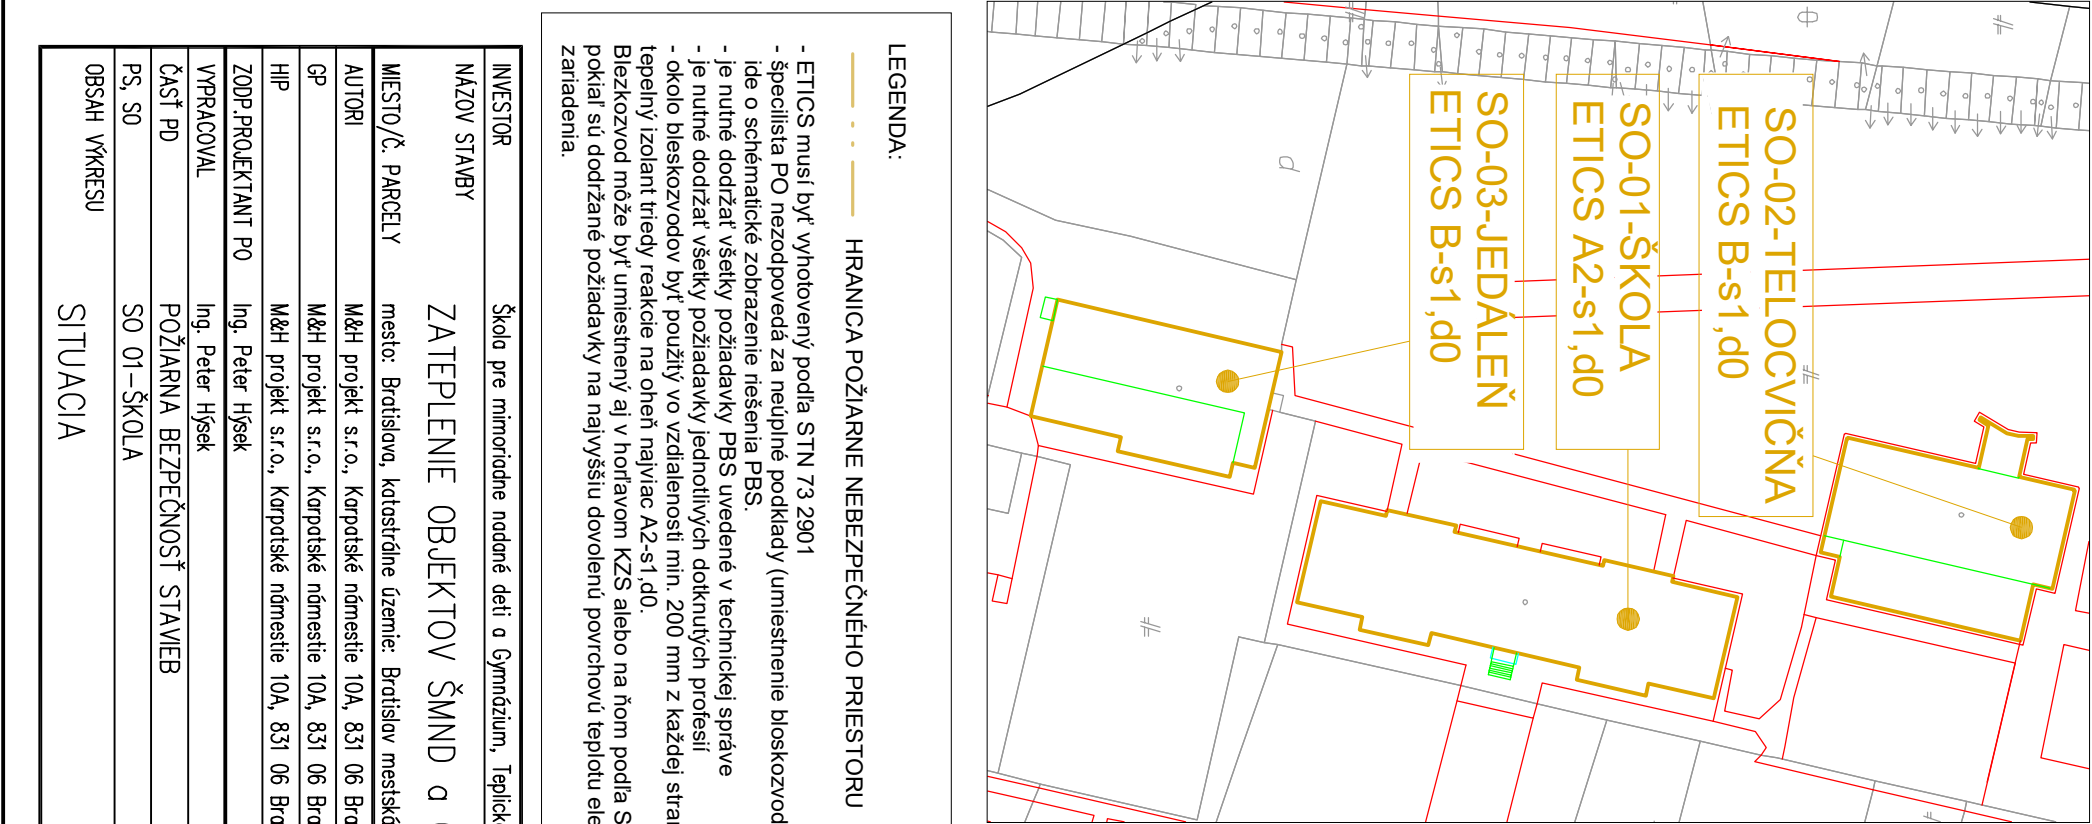 SO-02-TELOCVIČŇA
ETICS B-s1,d0
SO-01-ŠKOLA
ETICS A2-s1,d0
SO-03-JEDÁLEŇ
ETICS B-s1,d0
LEGENDA:
HRANICA POŽIARNE NEBEZPEČNÉHO PRIESTORU
- ETICS musí byť vyhotovený podľa STN 73 2901
- špecilista PO nezodpovedá za neúplné podklady (umiestnenie bloskozvod
ide o schématické zobrazenie riešenia PBS.
- je nutné dodržať všetky požiadavky PBS uvedené v technickej správe
- je nutné dodržať všetky požiadavky jednotlivých dotknutých profesií
- okolo bleskozvodov byť použitý vo vzdialenosti min. 200 mm z každej stran
tepelný izolant triedy reakcie na oheň najviac A2-s1,d0.
Blezkozvod môže byť umiestnený aj v horľavom KZS alebo na ňom podľa S
pokiaľ sú dodržané požiadavky na najvyššiu dovolenú povrchovú teplotu ele
zariadenia.
INVESTOR Škola pre mimoriadne nadané deti a Gymnázium, Teplick
NÁZOV STAVBY ZATEPLENIE OBJEKTOV ŠMND a
MIESTO/Č. PARCELY mesto: Bratislava, katastrálne územie: Bratislav mestská
AUTORI M&H projekt s.r.o., Karpatské námestie 10A, 831 06 Bra
GP M&H projekt s.r.o., Karpatské námestie 10A, 831 06 Bra
HIP M&H projekt s.r.o., Karpatské námestie 10A, 831 06 Bra
ZODP.PROJEKTANT PO Ing. Peter Hýsek
VYPRACOVAL Ing. Peter Hýsek
ČASŤ PD POŽIARNA BEZPEČNOSŤ STAVIEB
PS, SO SO 01-ŠKOLA
OBSAH VÝKRESU SITUACIA